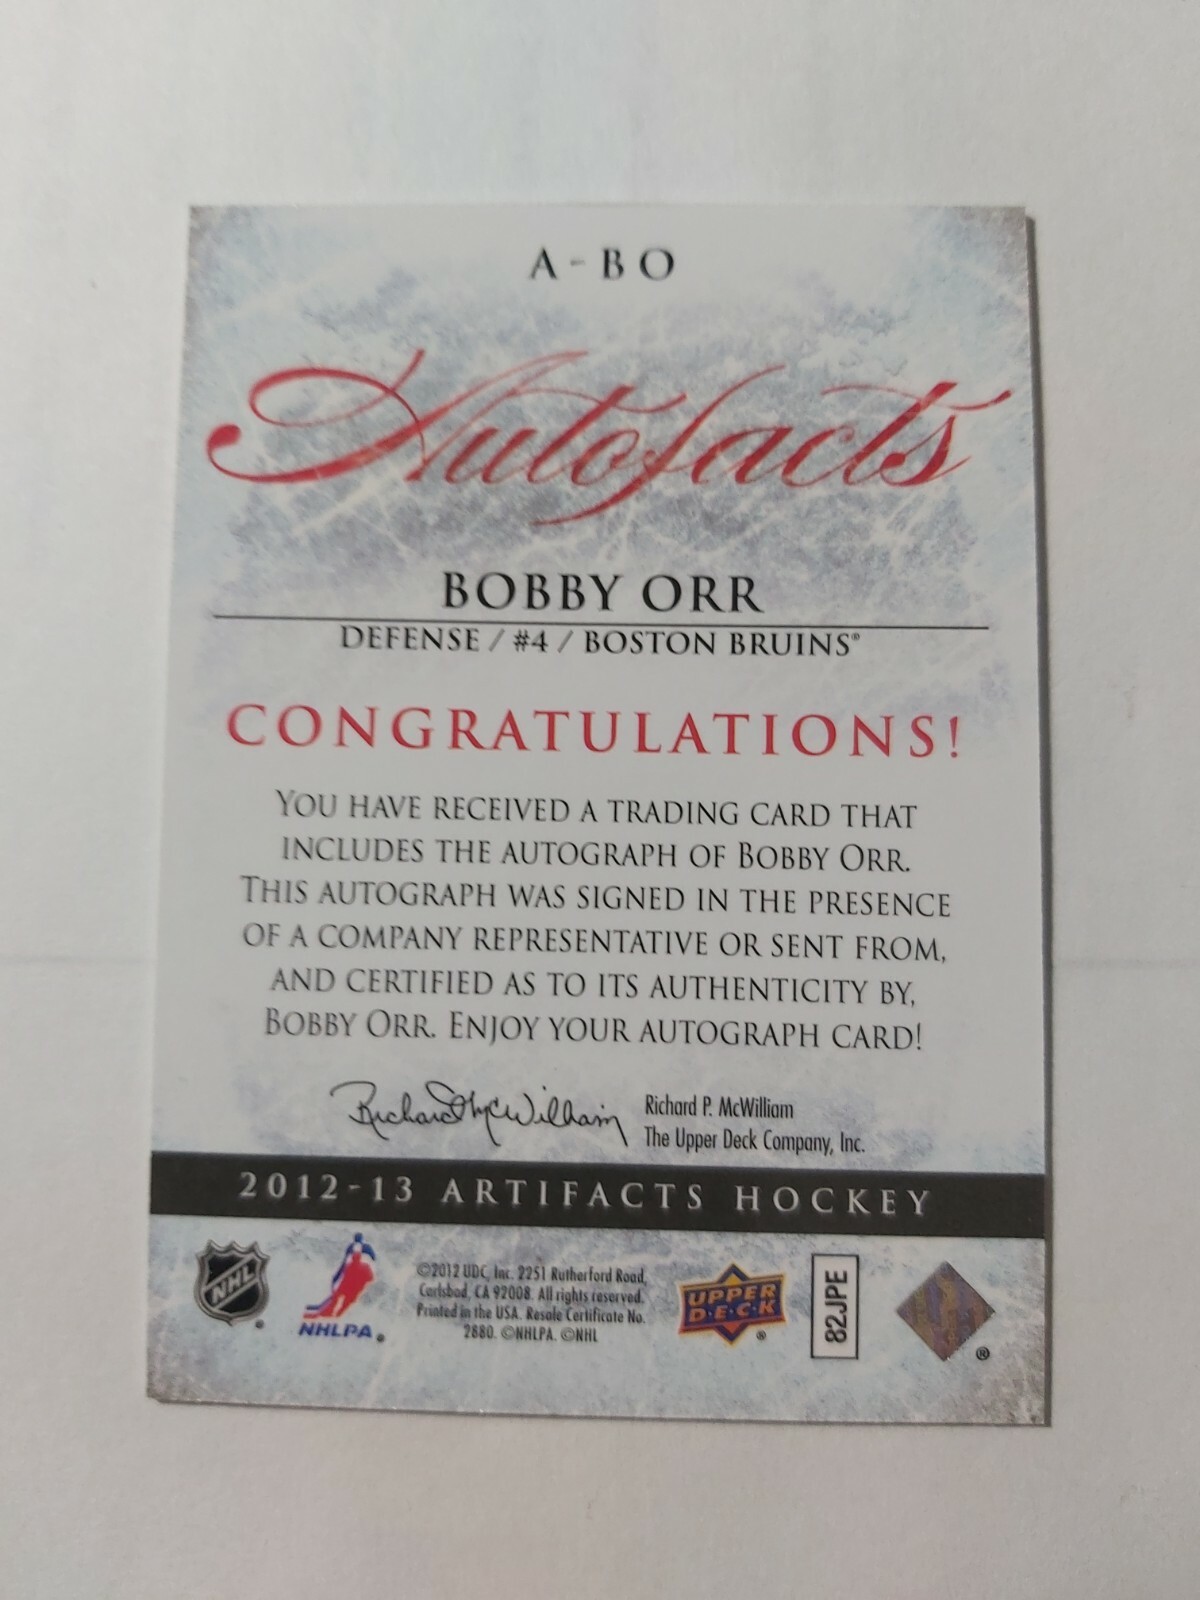 A-BO
Autofacts
BOBBY ORR
DEFENSE / #4 / BOSTON BRUINS®
CONGRATULATIONS!
YOU HAVE RECEIVED A TRADING CARD THAT
INCLUDES THE AUTOGRAPH OF BOBBY ORR.
THIS AUTOGRAPH WAS SIGNED IN THE PRESENCE
OF A COMPANY REPRESENTATIVE OR SENT FROM,
AND CERTIFIED AS TO ITS AUTHENTICITY BY,
BOBBY ORR. ENJOY YOUR AUTOGRAPH CARD!
Richard McWilliam
Richard P. McWilliam
The Upper Deck Company, Inc.
2012-13 ARTIFACTS HOCKEY
NHL®
NHLPA®
©2012 UDC, Inc. 2251 Rutherford Road,
Carlsbad, CA 92008. All rights reserved.
Printed in the USA. Resale Certificate No.
2880. ©NHLPA. ©NHL
UPPER
D·E·C·K®
82JPE
®